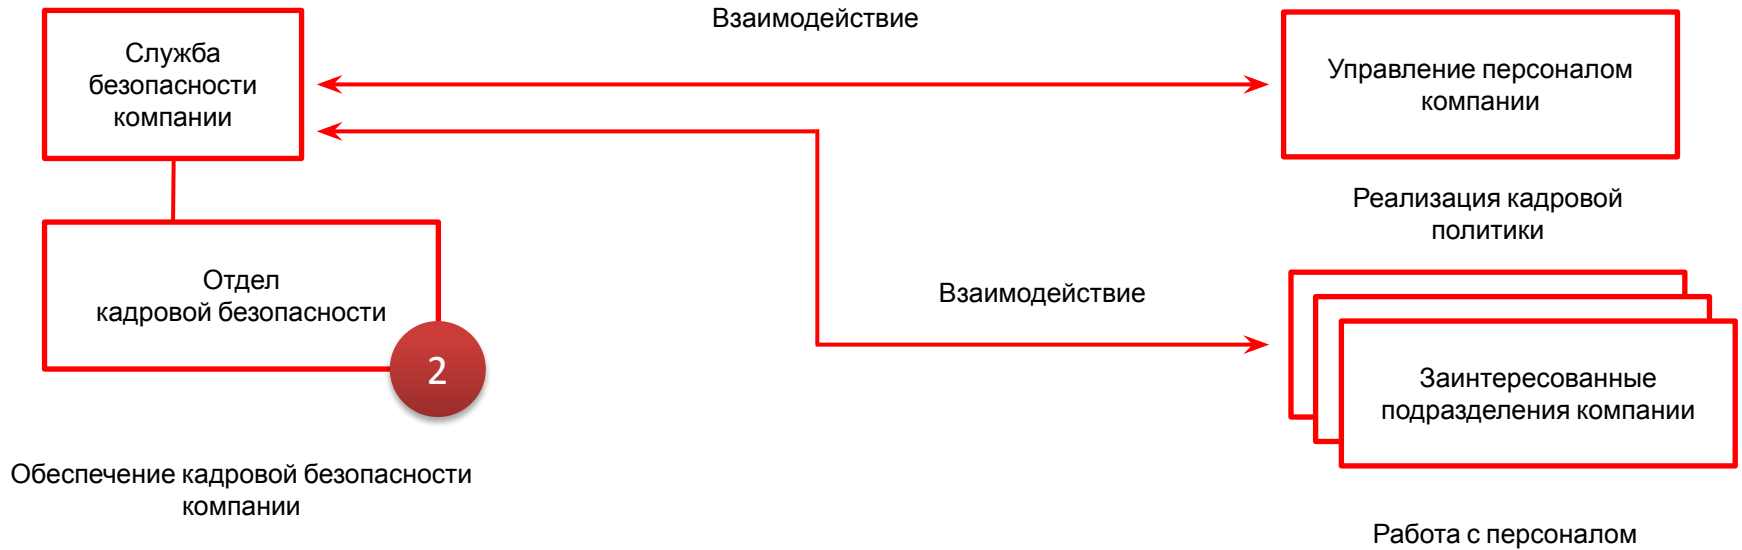 Взаимодействие
Служба
безопасности
компании
Управление персоналом
компании
Реализация кадровой
политики
Отдел
кадровой безопасности
2
Взаимодействие
Заинтересованные
подразделения компании
Обеспечение кадровой безопасности
компании
Работа с персоналом